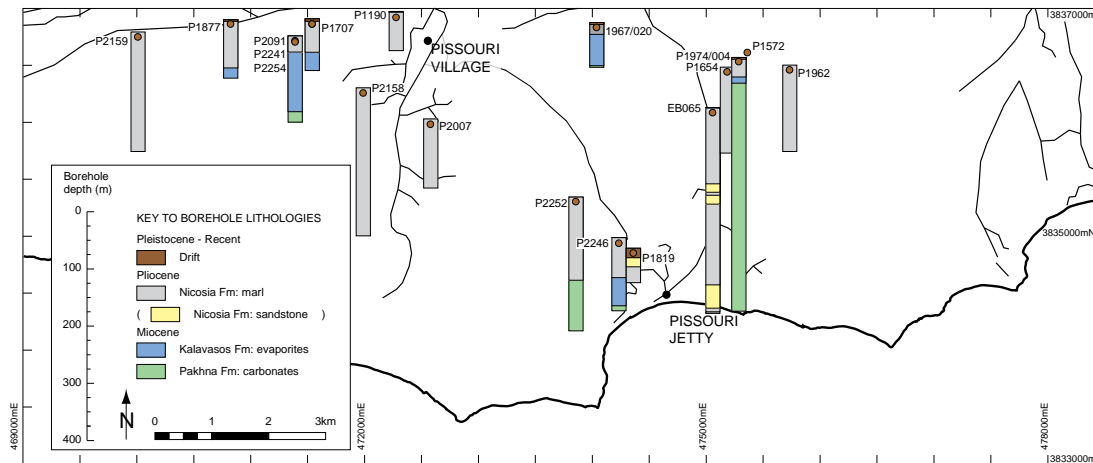 3837000mN
P1190
P1877
P1707
P2159
P2091
P2241
P2254
PISSOURI
VILLAGE
1967/020
P1572
P1974/004
P1654
P1962
P2158
P2007
EB065
P2252
P2246
P1819
3835000mN
PISSOURI
JETTY
Borehole
depth (m)
0
100
200
300
400
KEY TO BOREHOLE LITHOLOGIES
Pleistocene - Recent
Drift
Pliocene
Nicosia Fm: marl
( Nicosia Fm: sandstone )
Miocene
Kalavasos Fm: evaporites
Pakhna Fm: carbonates
N
0 1 2 3km
469000mE
472000mE
475000mE
478000mE
3833000mN